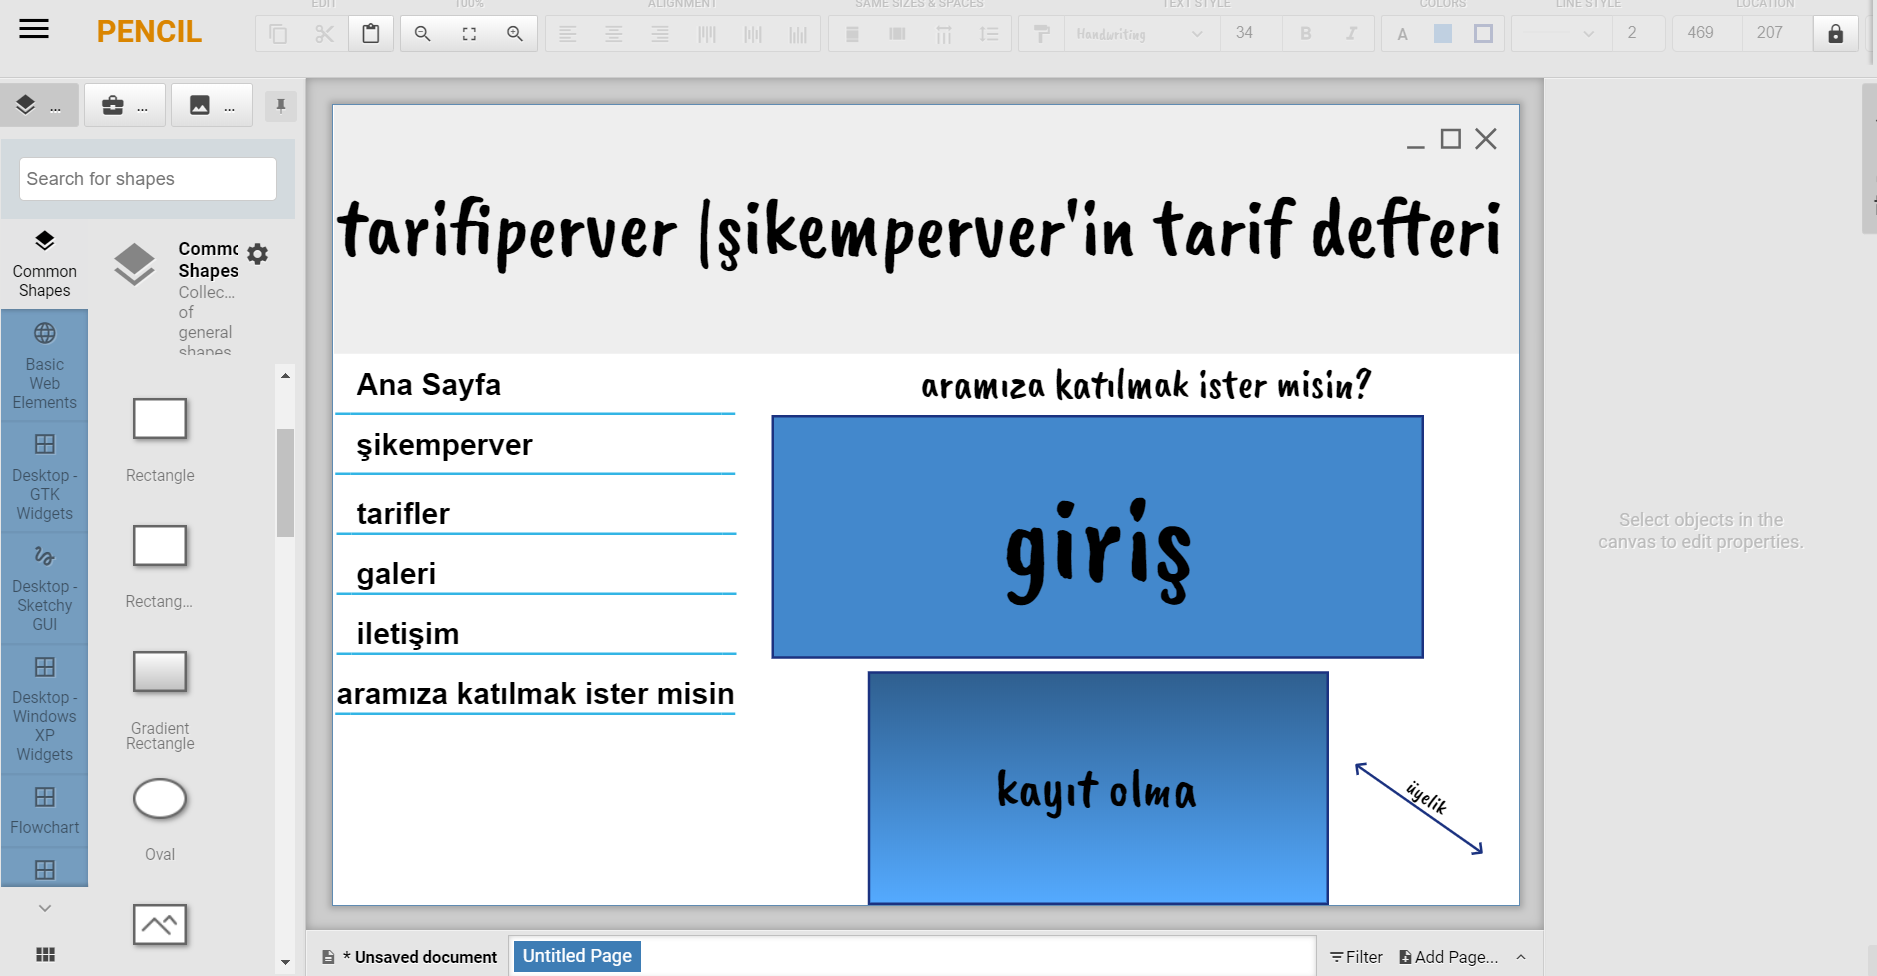 EDIT
100%
ALIGNMENT
SAME SIZES & SPACES
TEXT STYLE
COLORS
LINE STYLE
LOCATION
PENCIL
Handwriting
34
B
I
A
2
469
207
...
...
...
Search for shapes
Common
Shapes
Basic
Web
Elements
Desktop -
GTK
Widgets
Desktop -
Sketchy
GUI
Desktop -
Windows
XP
Widgets
Flowchart
Shapes
Collec...
of
general
shapes
Rectangle
Rectang...
Gradient
Rectangle
Oval
tarifiperver |şikemperver'in tarif defteri
Ana Sayfa
şikemperver
tarifler
galeri
iletişim
aramıza katılmak ister misin
aramıza katılmak ister misin?
giriş
kayıt olma
üyelik
Select objects in the
canvas to edit properties.
* Unsaved document
Untitled Page
Filter
Add Page...